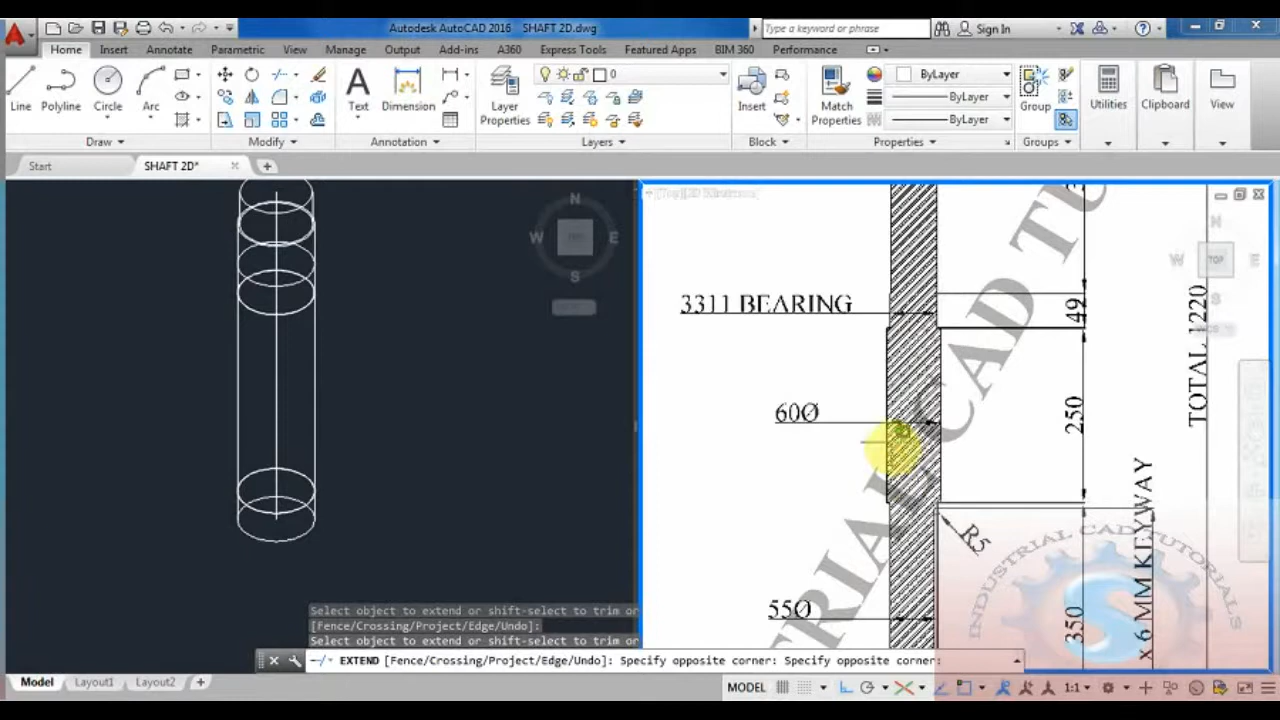 Autodesk AutoCAD 2016 SHAFT 2D.dwg
Type a keyword or phrase
Sign In
Home Insert Annotate Parametric View Manage Output Add-ins A360 Express Tools Featured Apps BIM 360 Performance
0
ByLayer
ByLayer
ByLayer
Line Polyline Circle Arc
Text Dimension
Layer Properties
Insert
Match Properties
Group
Utilities
Clipboard
View
Draw Modify Annotation Layers Block Properties Groups
Start
SHAFT 2D*
N
W E
S
N
W TOP E
S
3311 BEARING
49
60Ø
250
TOTAL 1220
R5
55Ø
350
x 6 MM KEYWAY
INDUSTRIAL CAD TUTORIALS
S
Select object to extend or shift-select to trim or
[Fence/Crossing/Project/Edge/Undo]:
Select object to extend or shift-select to trim or
EXTEND [Fence/Crossing/Project/Edge/Undo]: Specify opposite corner: Specify opposite corner:
Model Layout1 Layout2
MODEL
1:1